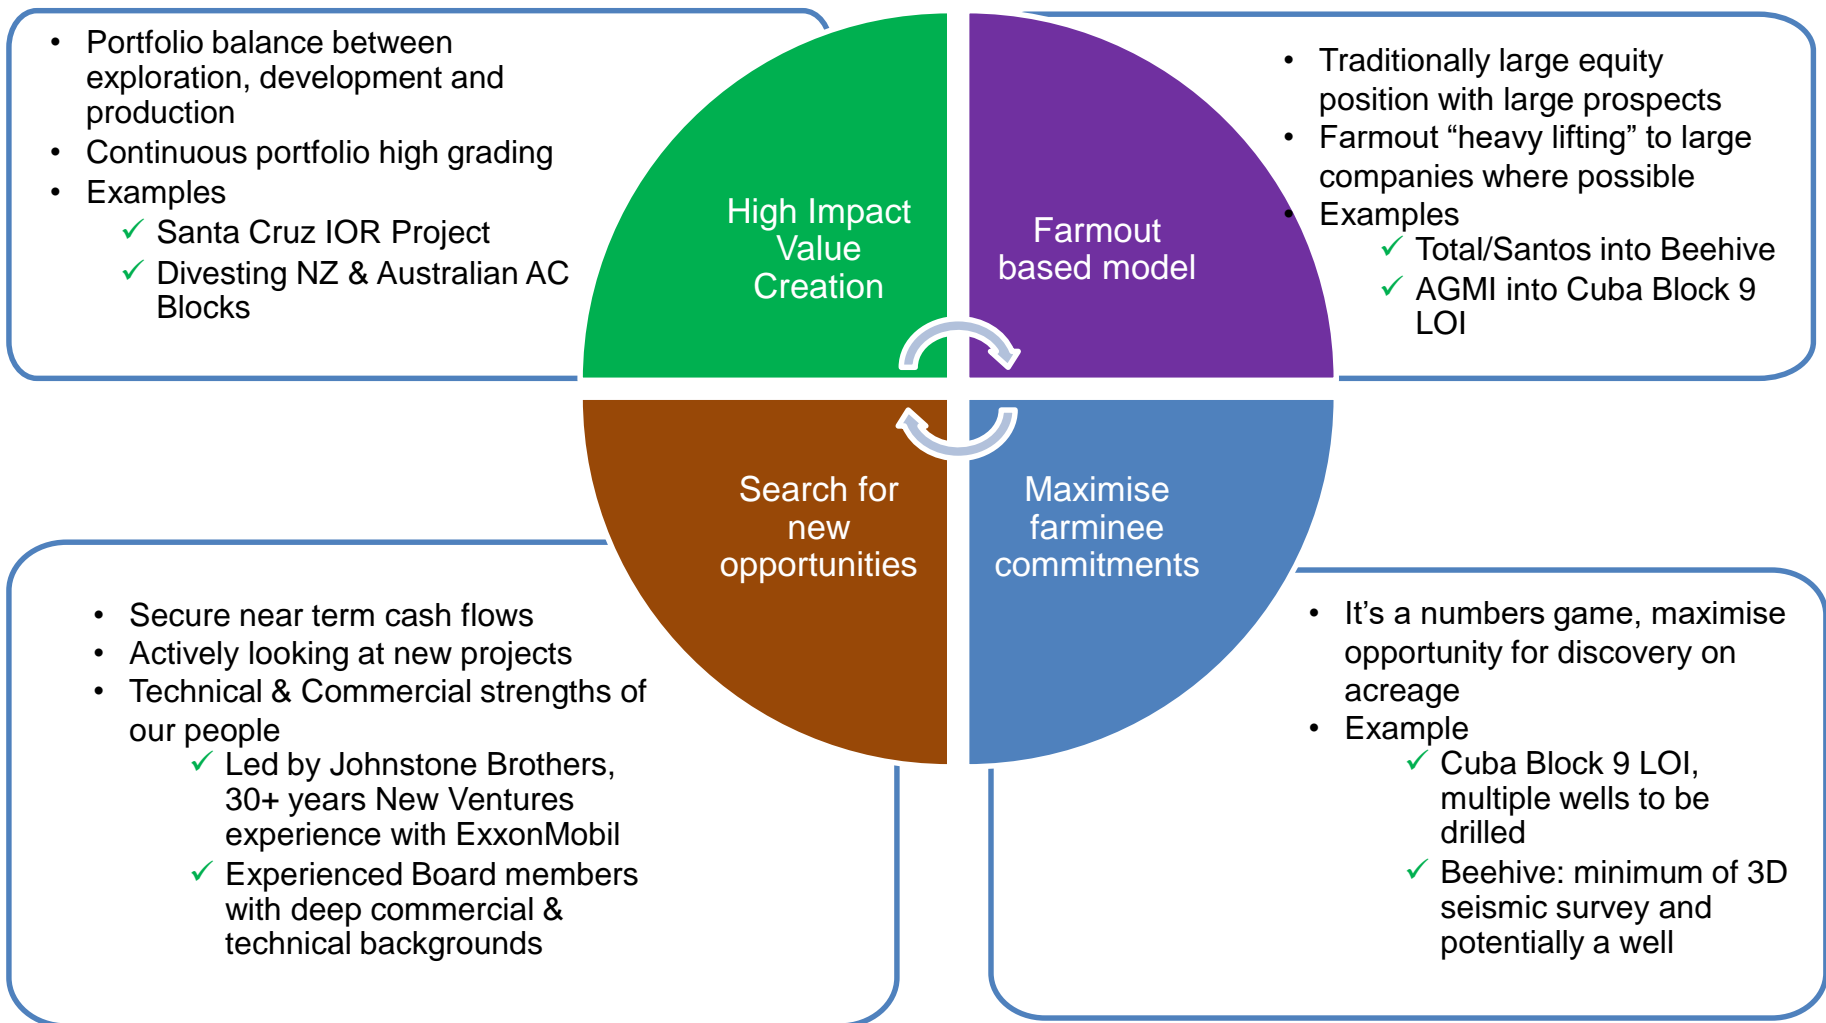 • Portfolio balance between
exploration, development and
production
• Continuous portfolio high grading
• Examples
✓ Santa Cruz IOR Project
✓ Divesting NZ & Australian AC
Blocks
High Impact
Value
Creation
Farmout
based model
• Traditionally large equity
position with large prospects
• Farmout “heavy lifting” to large
companies where possible
• Examples
✓ Total/Santos into Beehive
✓ AGMI into Cuba Block 9
LOI
Search for
new
opportunities
Maximise
farminee
commitments
• Secure near term cash flows
• Actively looking at new projects
• Technical & Commercial strengths of
our people
✓ Led by Johnstone Brothers,
30+ years New Ventures
experience with ExxonMobil
✓ Experienced Board members
with deep commercial &
technical backgrounds
• It’s a numbers game, maximise
opportunity for discovery on
acreage
• Example
✓ Cuba Block 9 LOI,
multiple wells to be
drilled
✓ Beehive: minimum of 3D
seismic survey and
potentially a well